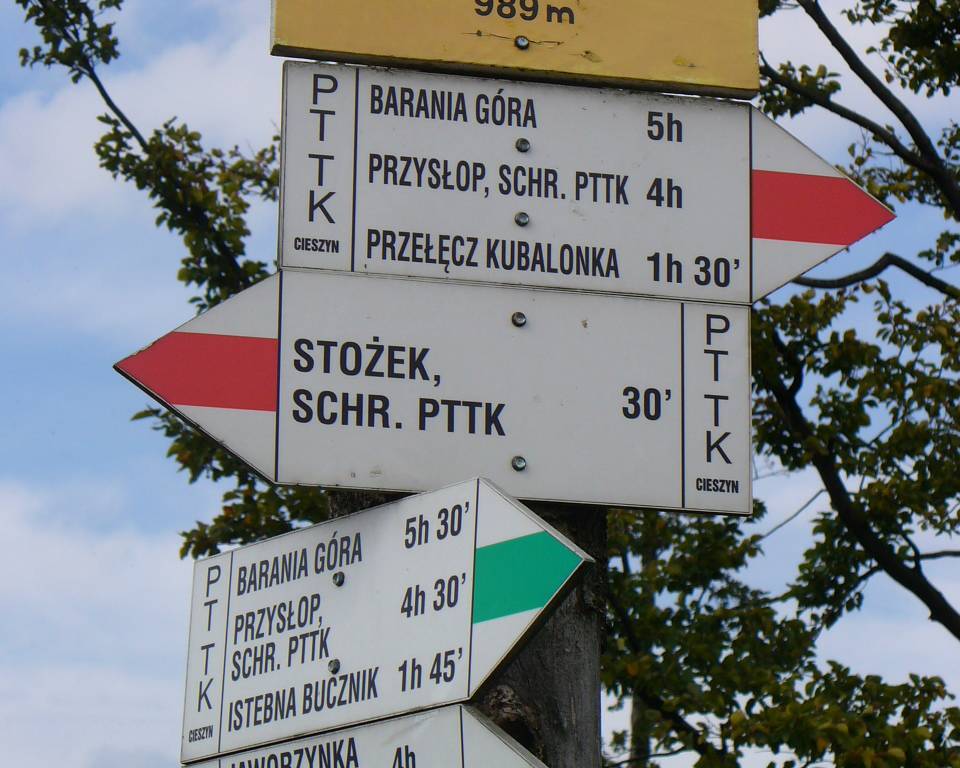 989 m
PTTK
CIESZYN
BARANIA GÓRA 5h
PRZYSŁOP, SCHR. PTTK 4h
PRZEŁĘCZ KUBALONKA 1h 30'
STOŻEK,
SCHR. PTTK 30'
PTTK
CIESZYN
PTTK
CIESZYN
BARANIA GÓRA 5h 30'
PRZYSŁOP,
SCHR. PTTK 4h 30'
ISTEBNA BUCZNIK 1h 45'
JAWORZYNKA 4h